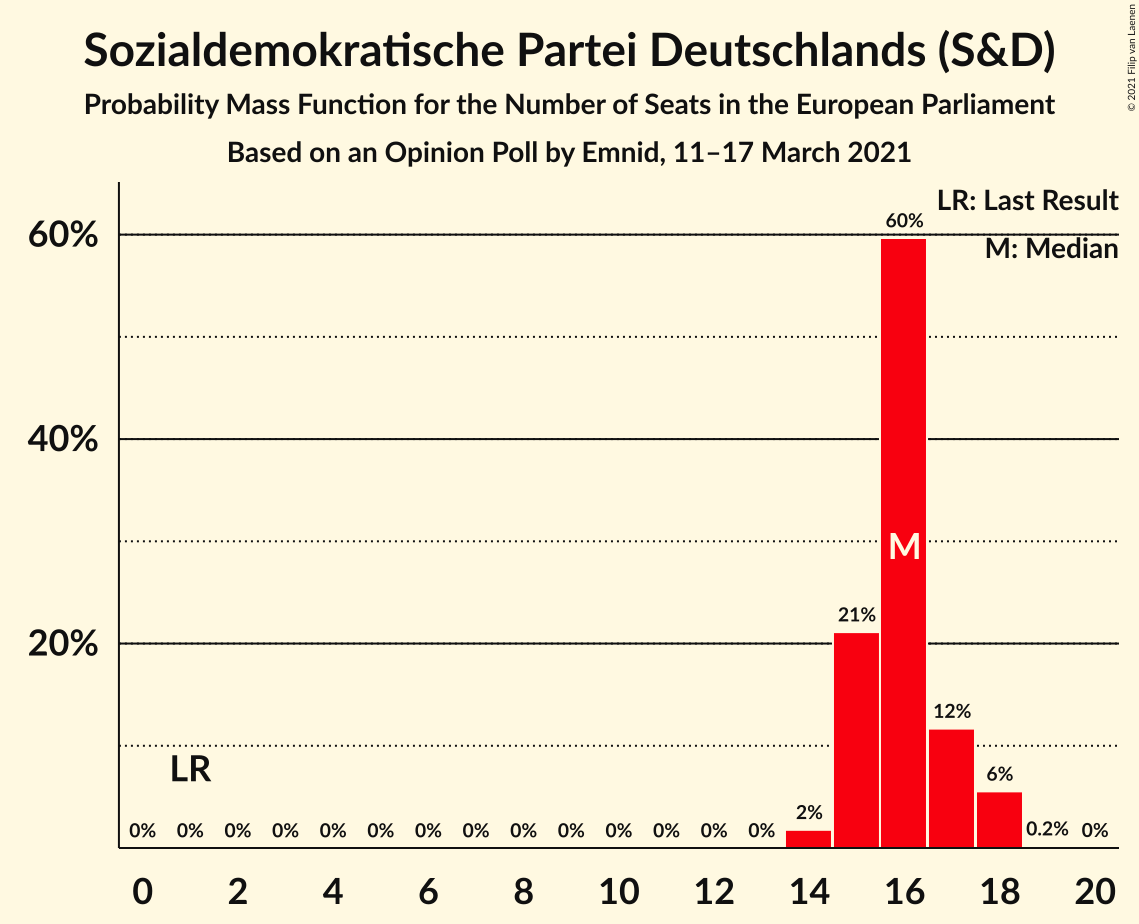 Sozialdemokratische Partei Deutschlands (S&D)
Probability Mass Function for the Number of Seats in the European Parliament
Based on an Opinion Poll by Emnid, 11–17 March 2021
© 2021 Filip van Laenen
LR: Last Result
M: Median
60%
40%
20%
60%
M
21%
12%
6%
2%
LR
0% 0% 0% 0% 0% 0% 0% 0% 0% 0% 0% 0% 0% 0% 0.2% 0%
0 2 4 6 8 10 12 14 16 18 20